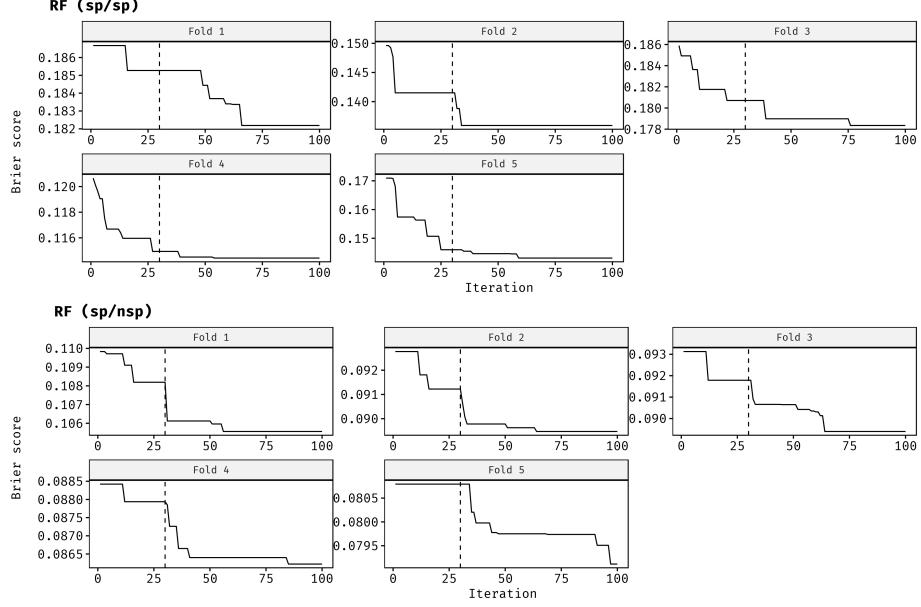 RF (sp/sp)
Fold 1 Fold 2 Fold 3
0.186 0.185 0.184 0.183 0.182
0.150 0.145 0.140
0.186 0.184 0.182 0.180 0.178
0 25 50 75 100 0 25 50 75 100 0 25 50 75 100
Brier score
Fold 4 Fold 5
0.120 0.118 0.116
0.17 0.16 0.15
0 25 50 75 100 0 25 50 75 100
Iteration
RF (sp/nsp)
Fold 1 Fold 2 Fold 3
0.110 0.109 0.108 0.107 0.106
0.092 0.091 0.090
0.093 0.092 0.091 0.090
0 25 50 75 100 0 25 50 75 100 0 25 50 75 100
Brier score
Fold 4 Fold 5
0.0885 0.0880 0.0875 0.0870 0.0865
0.0805 0.0800 0.0795
0 25 50 75 100 0 25 50 75 100
Iteration